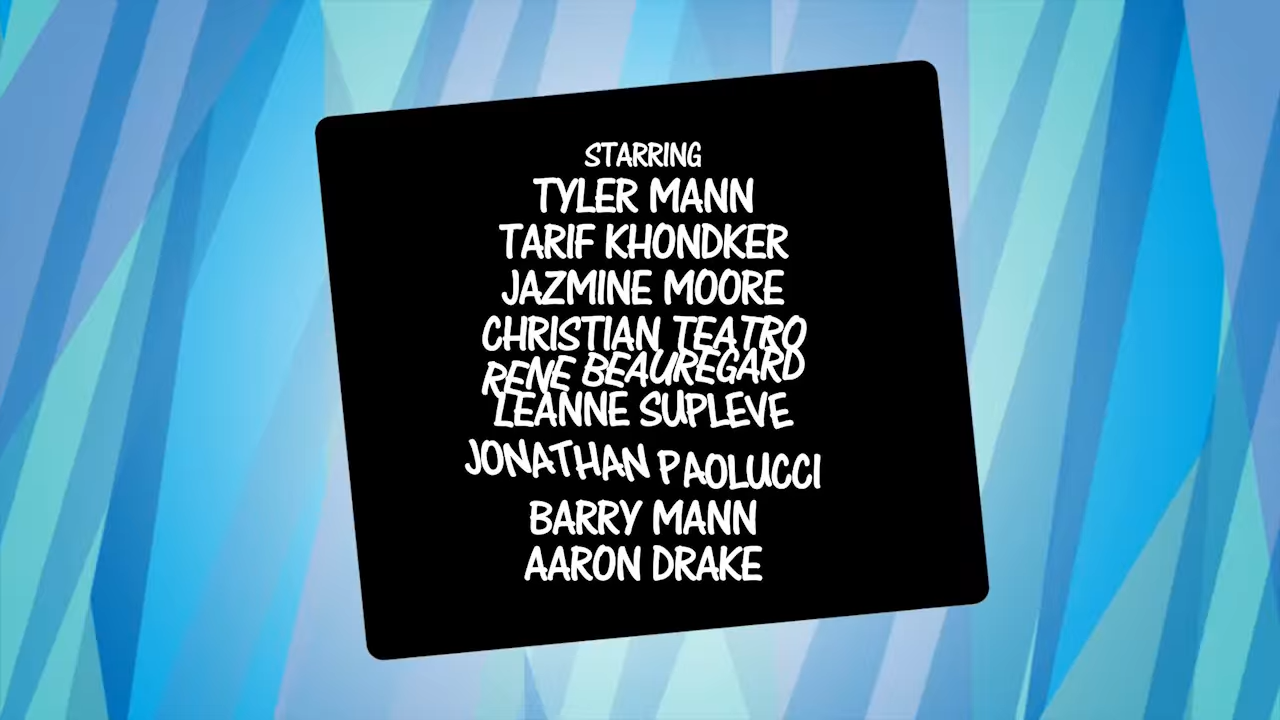 STARRING
TYLER MANN
TARIF KHONDKER
JAZMINE MOORE
CHRISTIAN TEATRO
RENE BEAUREGARD
LEANNE SUPLEVE
JONATHAN PAOLUCCI
BARRY MANN
AARON DRAKE